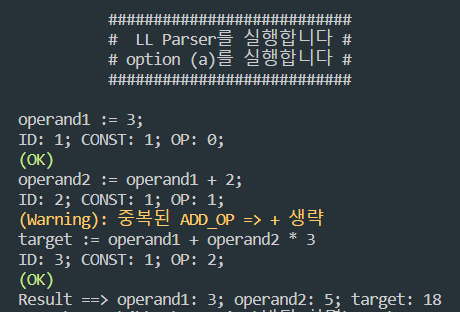 ###########################
#  LL Parser를 실행합니다 #
# option (a)를 실행합니다 #
###########################
operand1 := 3;
ID: 1; CONST: 1; OP: 0;
(OK)
operand2 := operand1 + 2;
ID: 2; CONST: 1; OP: 1;
(Warning): 중복된 ADD_OP => + 생략
target := operand1 + operand2 * 3
ID: 3; CONST: 1; OP: 2;
(OK)
Result ==> operand1: 3; operand2: 5; target: 18